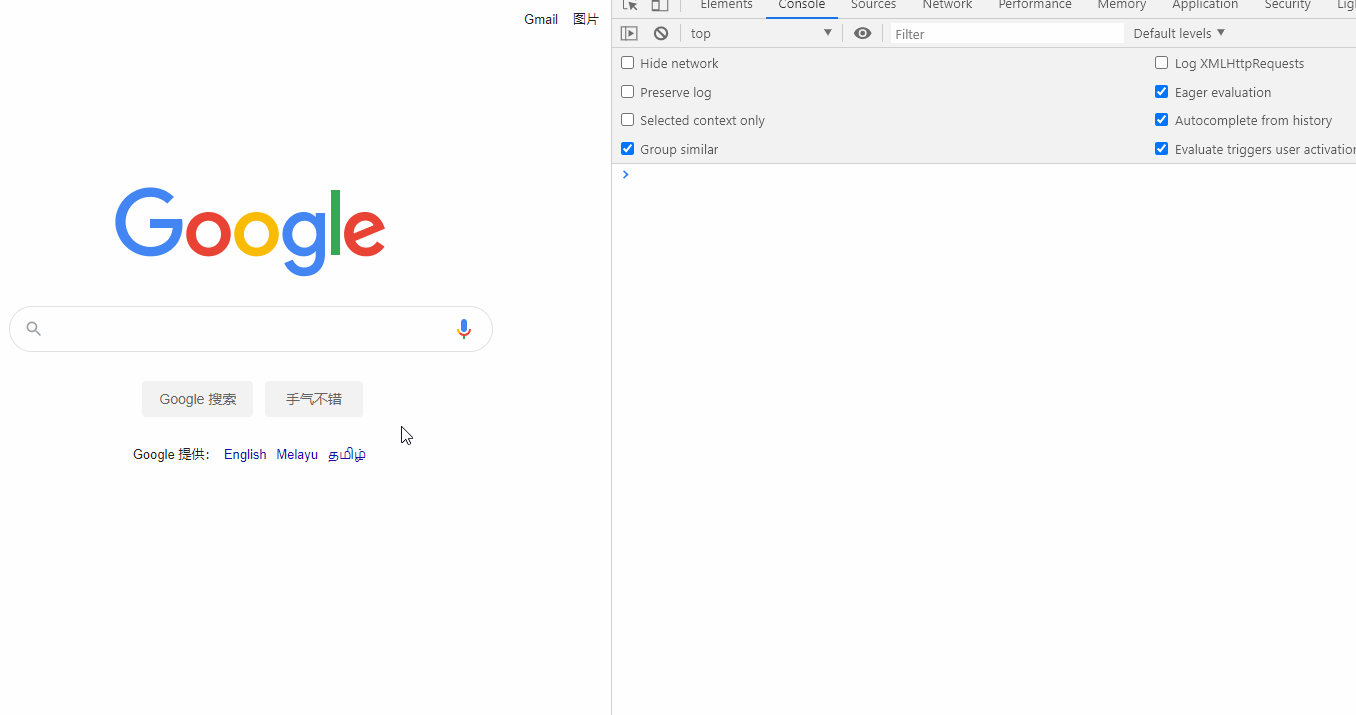 Gmail 图片
Google
Google 搜索 手气不错
Google 提供： English Melayu தமிழ்
Elements Console Sources Network Performance Memory Application Security
top Filter Default levels
Hide network Log XMLHttpRequests
Preserve log Eager evaluation
Selected context only Autocomplete from history
Group similar Evaluate triggers user activation